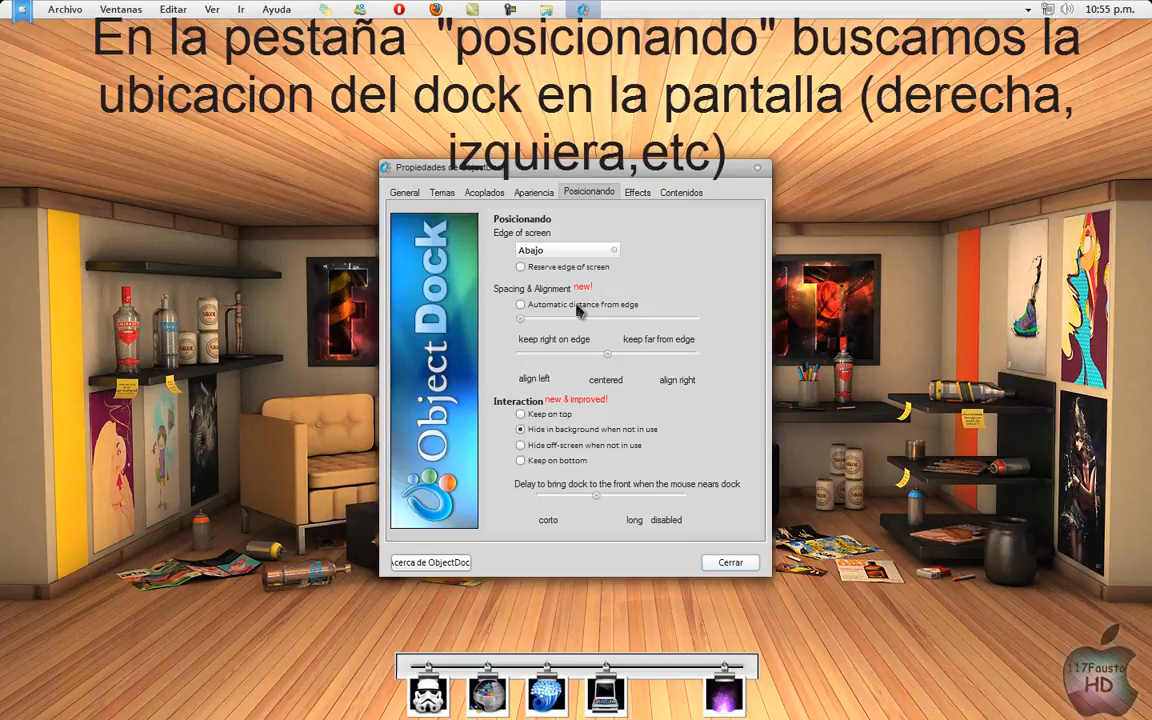 Archivo Ventanas Editar Ver Ir Ayuda 10:55 p.m.
En la pestaña "posicionando" buscamos la
ubicacion del dock en la pantalla (derecha,
izquiera,etc)
Propiedades de
General Temas Acoplados Apariencia Posicionando Effects Contenidos
ObjectDock
Posicionando
Edge of screen
Abajo
Reserve edge of screen
Spacing & Alignment new!
Automatic distance from edge
keep right on edge keep far from edge
align left centered align right
Interaction new & improved!
Keep on top
Hide in background when not in use
Hide off-screen when not in use
Keep on bottom
Delay to bring dock to the front when the mouse nears dock
corto long disabled
Acerca de ObjectDoc Cerrar
117Fausto
HD